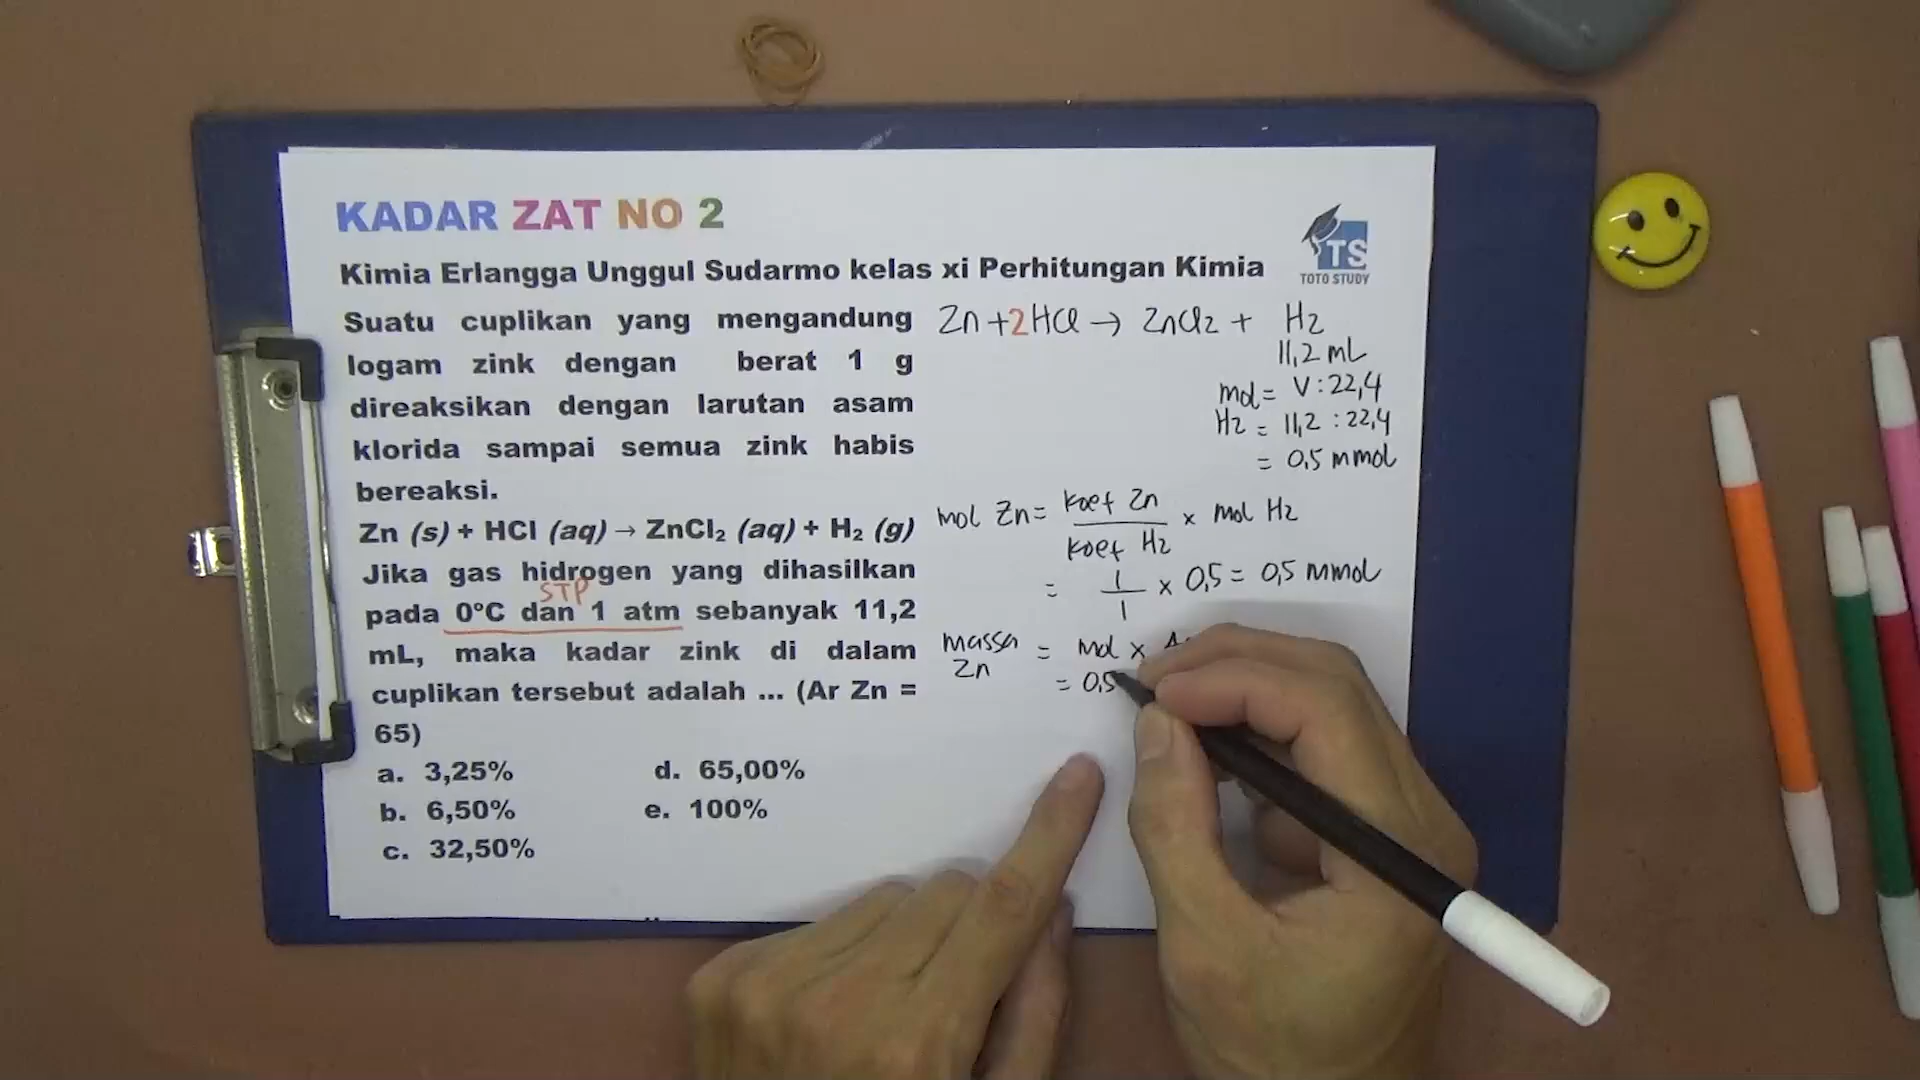 KADAR ZAT NO 2
TS
TOTO STUDY
Kimia Erlangga Unggul Sudarmo kelas xi Perhitungan Kimia
Suatu cuplikan yang mengandung
logam zink dengan berat 1 g
direaksikan dengan larutan asam
klorida sampai semua zink habis
bereaksi.
Zn (s) + HCl (aq) → ZnCl₂ (aq) + H₂ (g)
Jika gas hidrogen yang dihasilkan
STP
pada 0°C dan 1 atm sebanyak 11,2
mL, maka kadar zink di dalam
cuplikan tersebut adalah ... (Ar Zn =
65)
a. 3,25%
b. 6,50%
c. 32,50%
d. 65,00%
e. 100%
Zn + 2HCl → ZnCl2 + H2
11,2 mL
mol = V : 22,4
H2 = 11,2 : 22,4
= 0,5 mmol
mol Zn = koef Zn × mol H2
koef H2
= 1 × 0,5 = 0,5 mmol
1
massa = mol ×
Zn = 0,5